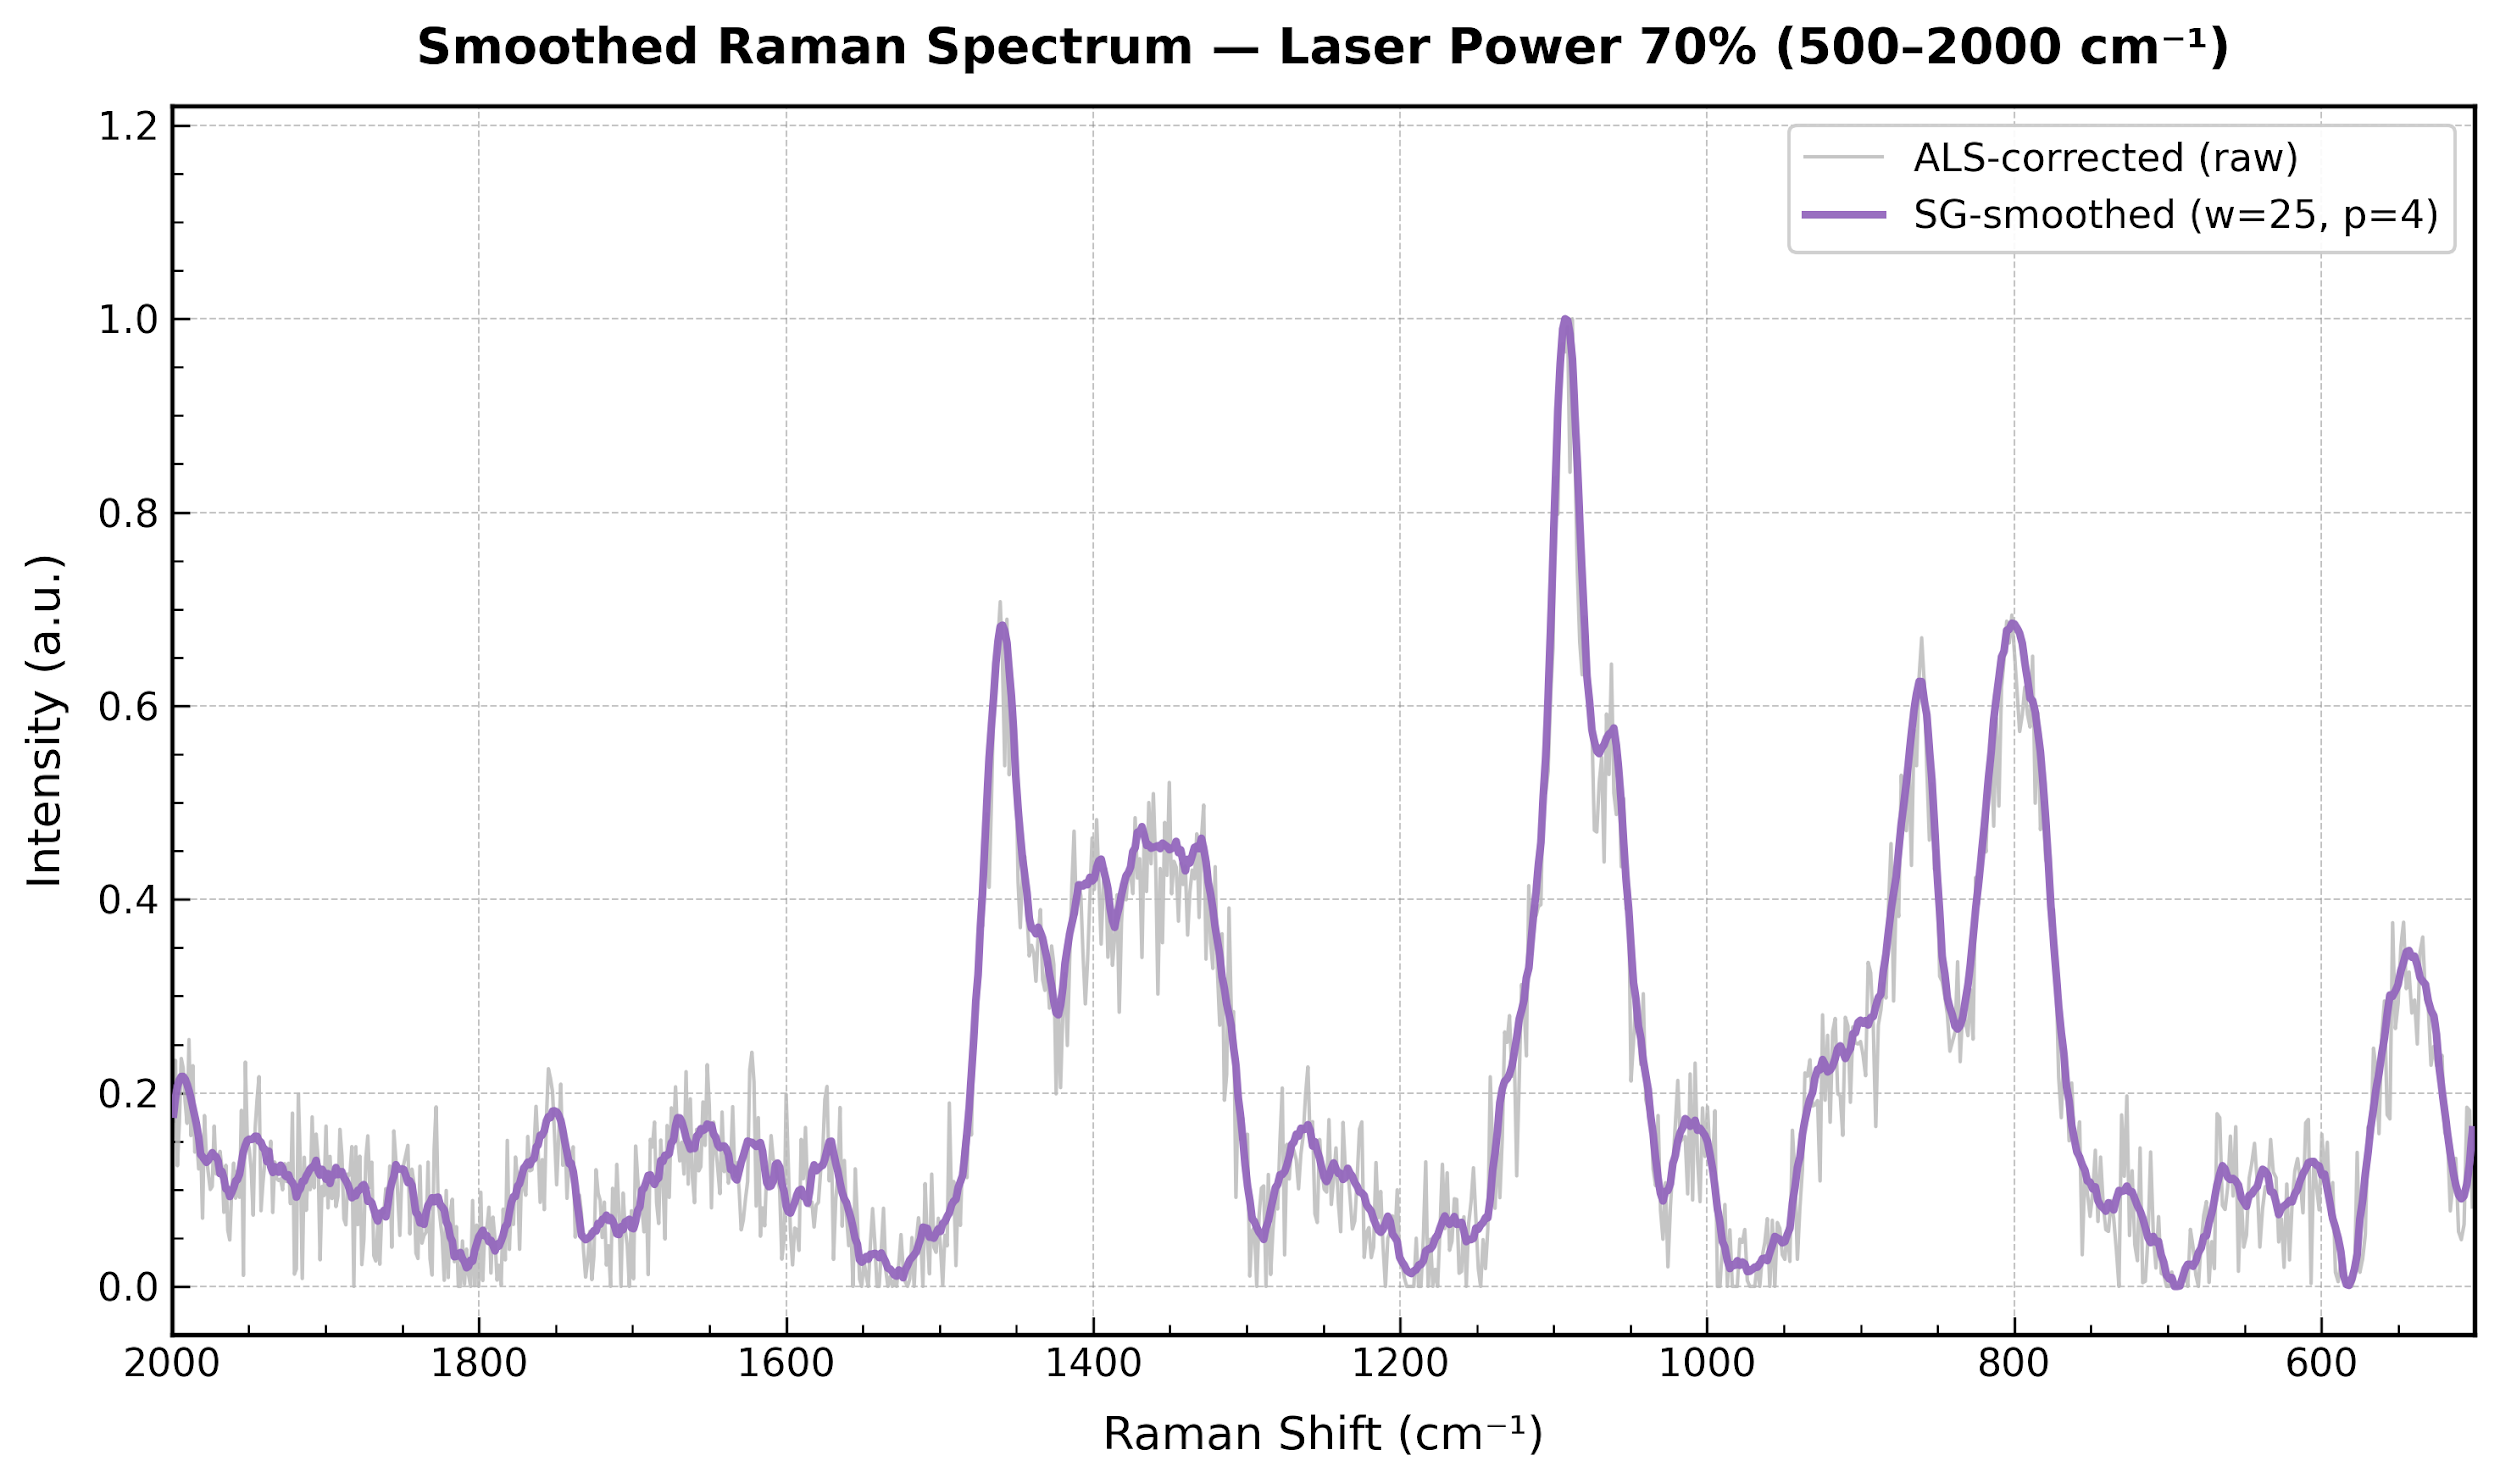 Smoothed Raman Spectrum — Laser Power 70% (500–2000 cm⁻¹)
ALS-corrected (raw)
SG-smoothed (w=25, p=4)
Intensity (a.u.)
1.2
1.0
0.8
0.6
0.4
0.2
0.0
2000 1800 1600 1400 1200 1000 800 600
Raman Shift (cm⁻¹)